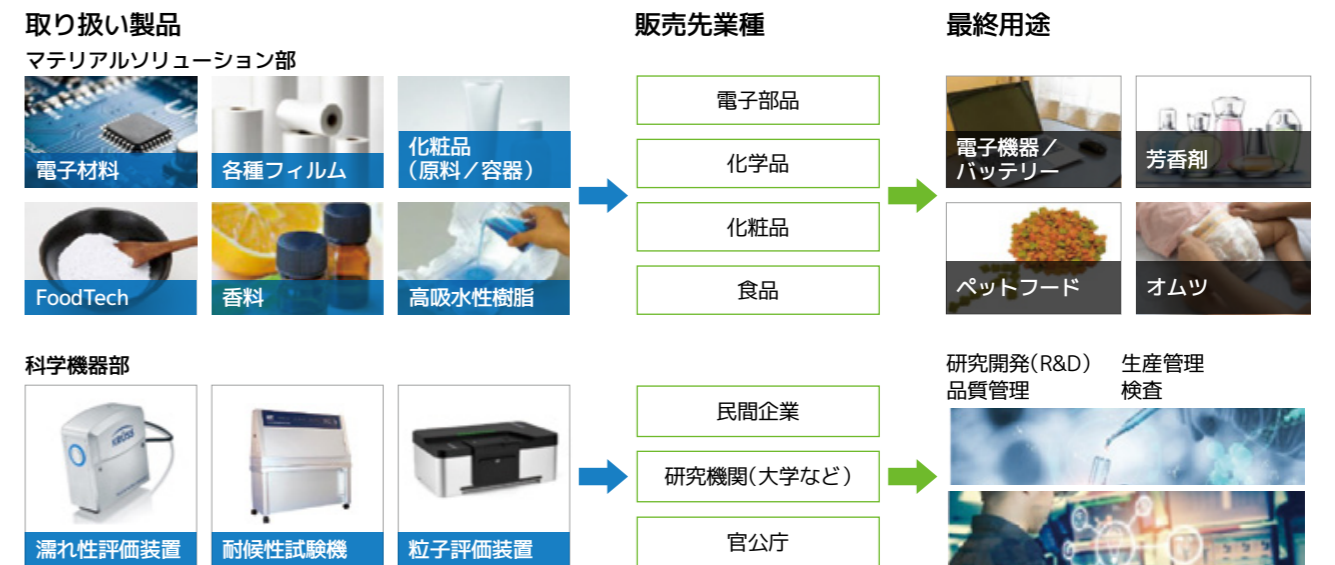 取り扱い製品
販売先業種
最終用途
マテリアルソリューション部
電子材料
各種フィルム
化粧品
(原料／容器)
FoodTech
香料
高吸水性樹脂
電子部品
化学品
化粧品
食品
電子機器／
バッテリー
芳香剤
ペットフード
オムツ
科学機器部
KRÜSS
濡れ性評価装置
耐候性試験機
粒子評価装置
民間企業
研究機関(大学など)
官公庁
研究開発(R&D)
品質管理
生産管理
検査